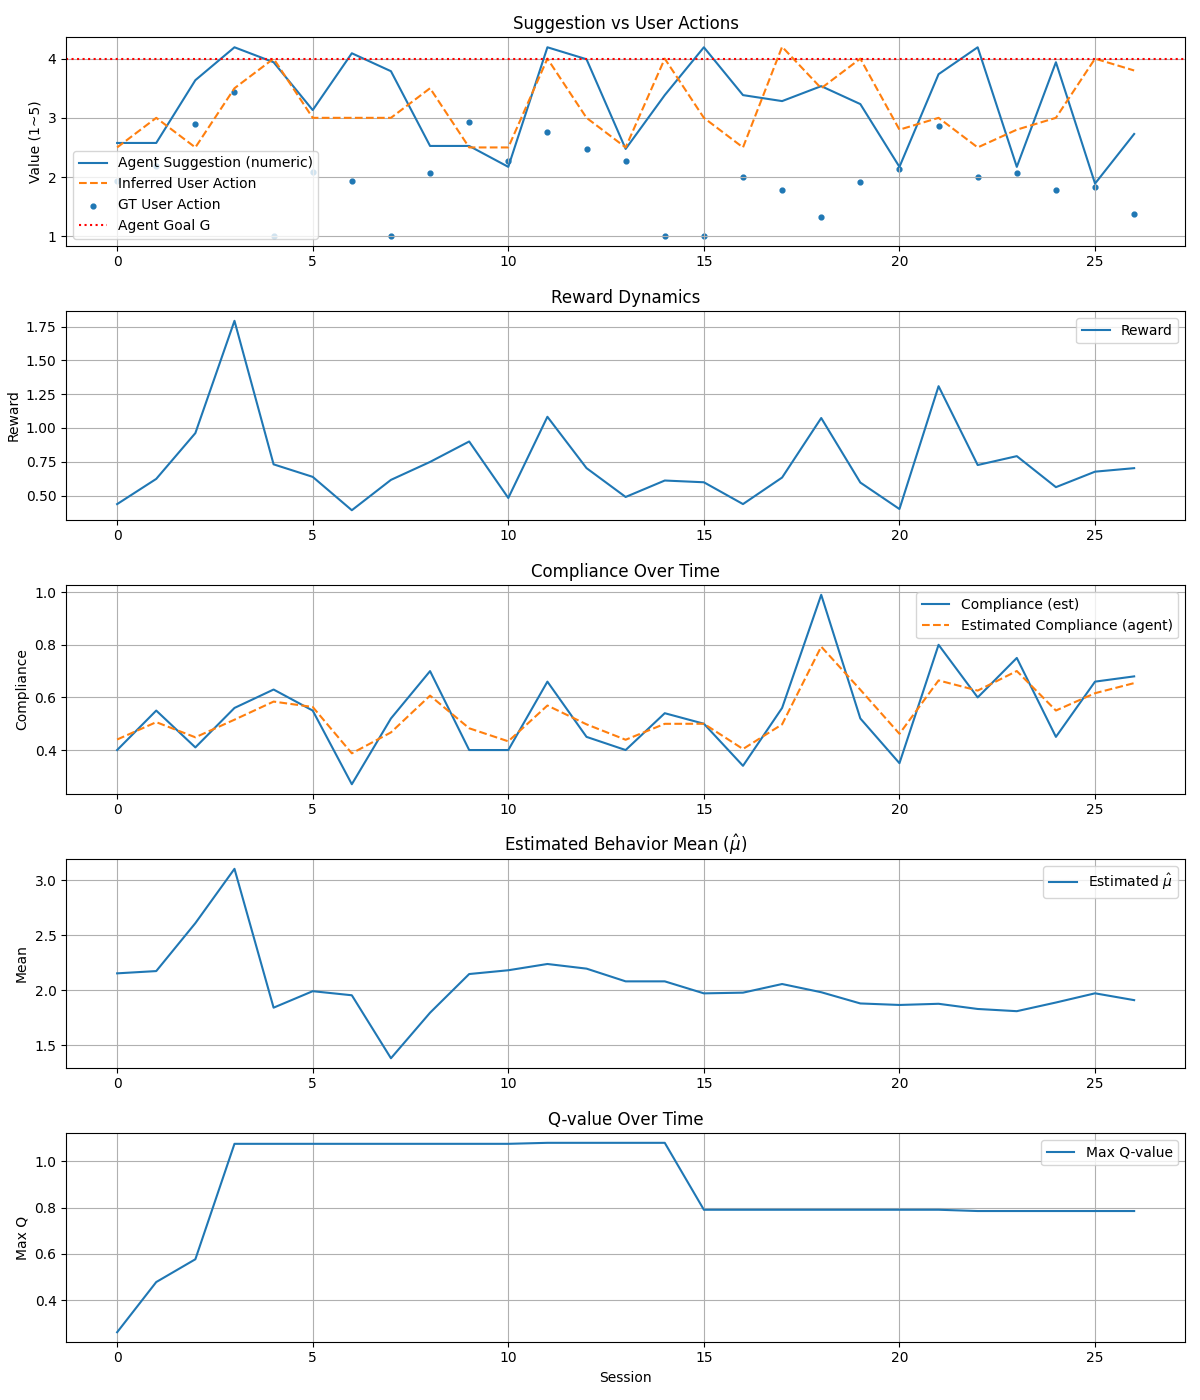 Suggestion vs User Actions
Value (1~5)
4
3
2
1
Agent Suggestion (numeric)
Inferred User Action
GT User Action
Agent Goal G
0 5 10 15 20 25
Reward Dynamics
Reward
1.75
1.50
1.25
1.00
0.75
0.50
Reward
0 5 10 15 20 25
Compliance Over Time
Compliance
1.0
0.8
0.6
0.4
Compliance (est)
Estimated Compliance (agent)
0 5 10 15 20 25
Estimated Behavior Mean (μ̂)
Mean
3.0
2.5
2.0
1.5
Estimated μ̂
0 5 10 15 20 25
Q-value Over Time
Max Q
1.0
0.8
0.6
0.4
Max Q-value
0 5 10 15 20 25
Session